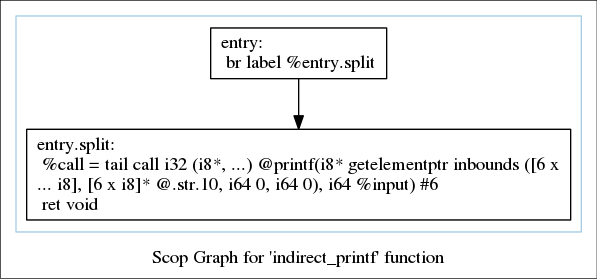 entry:
br label %entry.split
entry.split:
%call = tail call i32 (i8*, ...) @printf(i8* getelementptr inbounds ([6 x
... i8], [6 x i8]* @.str.10, i64 0, i64 0), i64 %input) #6
ret void
Scop Graph for 'indirect_printf' function